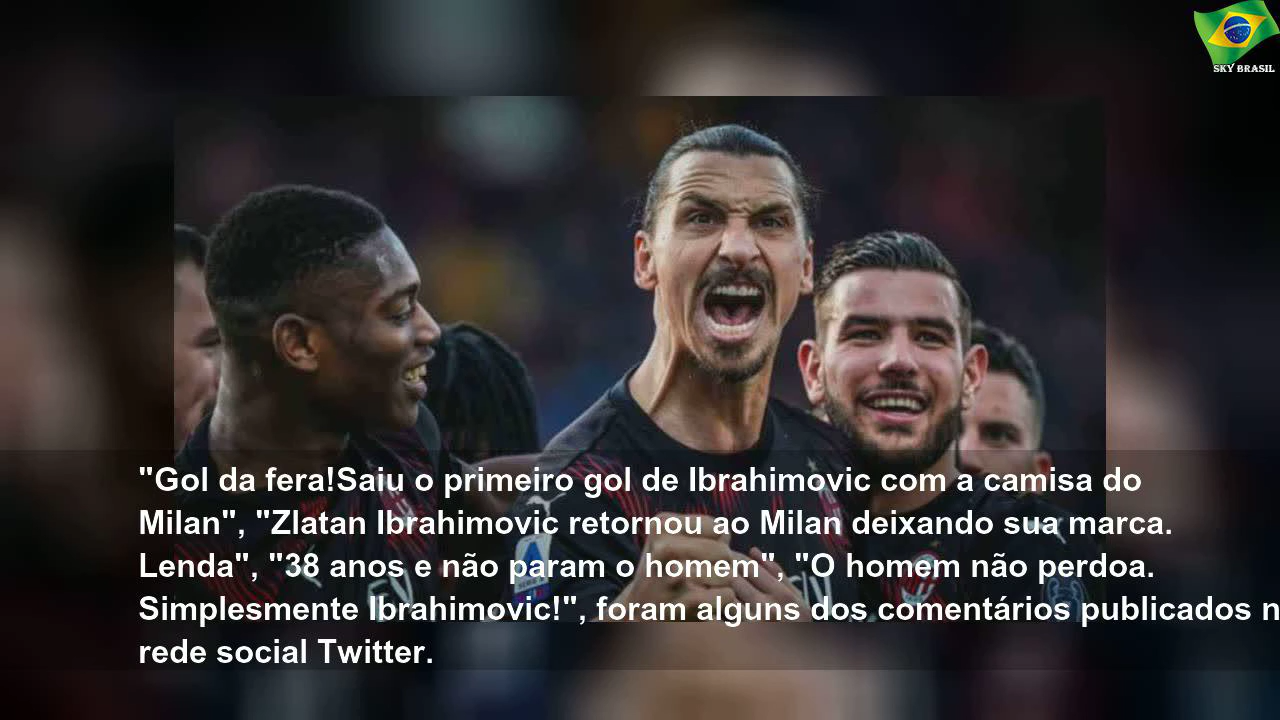 SKY BRASIL
"Gol da fera!Saiu o primeiro gol de Ibrahimovic com a camisa do
Milan", "Zlatan Ibrahimovic retornou ao Milan deixando sua marca.
Lenda", "38 anos e não param o homem", "O homem não perdoa.
Simplesmente Ibrahimovic!", foram alguns dos comentários publicados n
rede social Twitter.